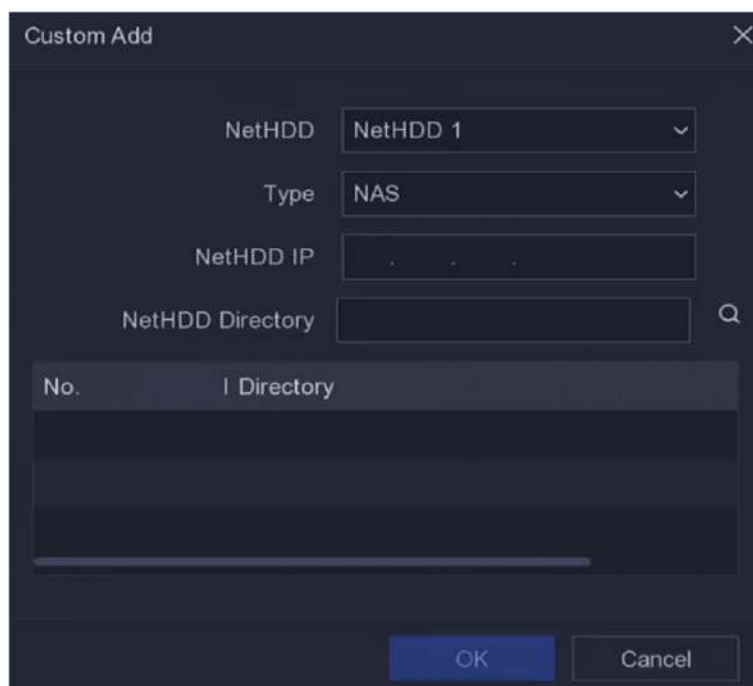 Custom Add
NetHDD NetHDD 1
Type NAS
NetHDD IP . . .
NetHDD Directory
No. | Directory
OK Cancel